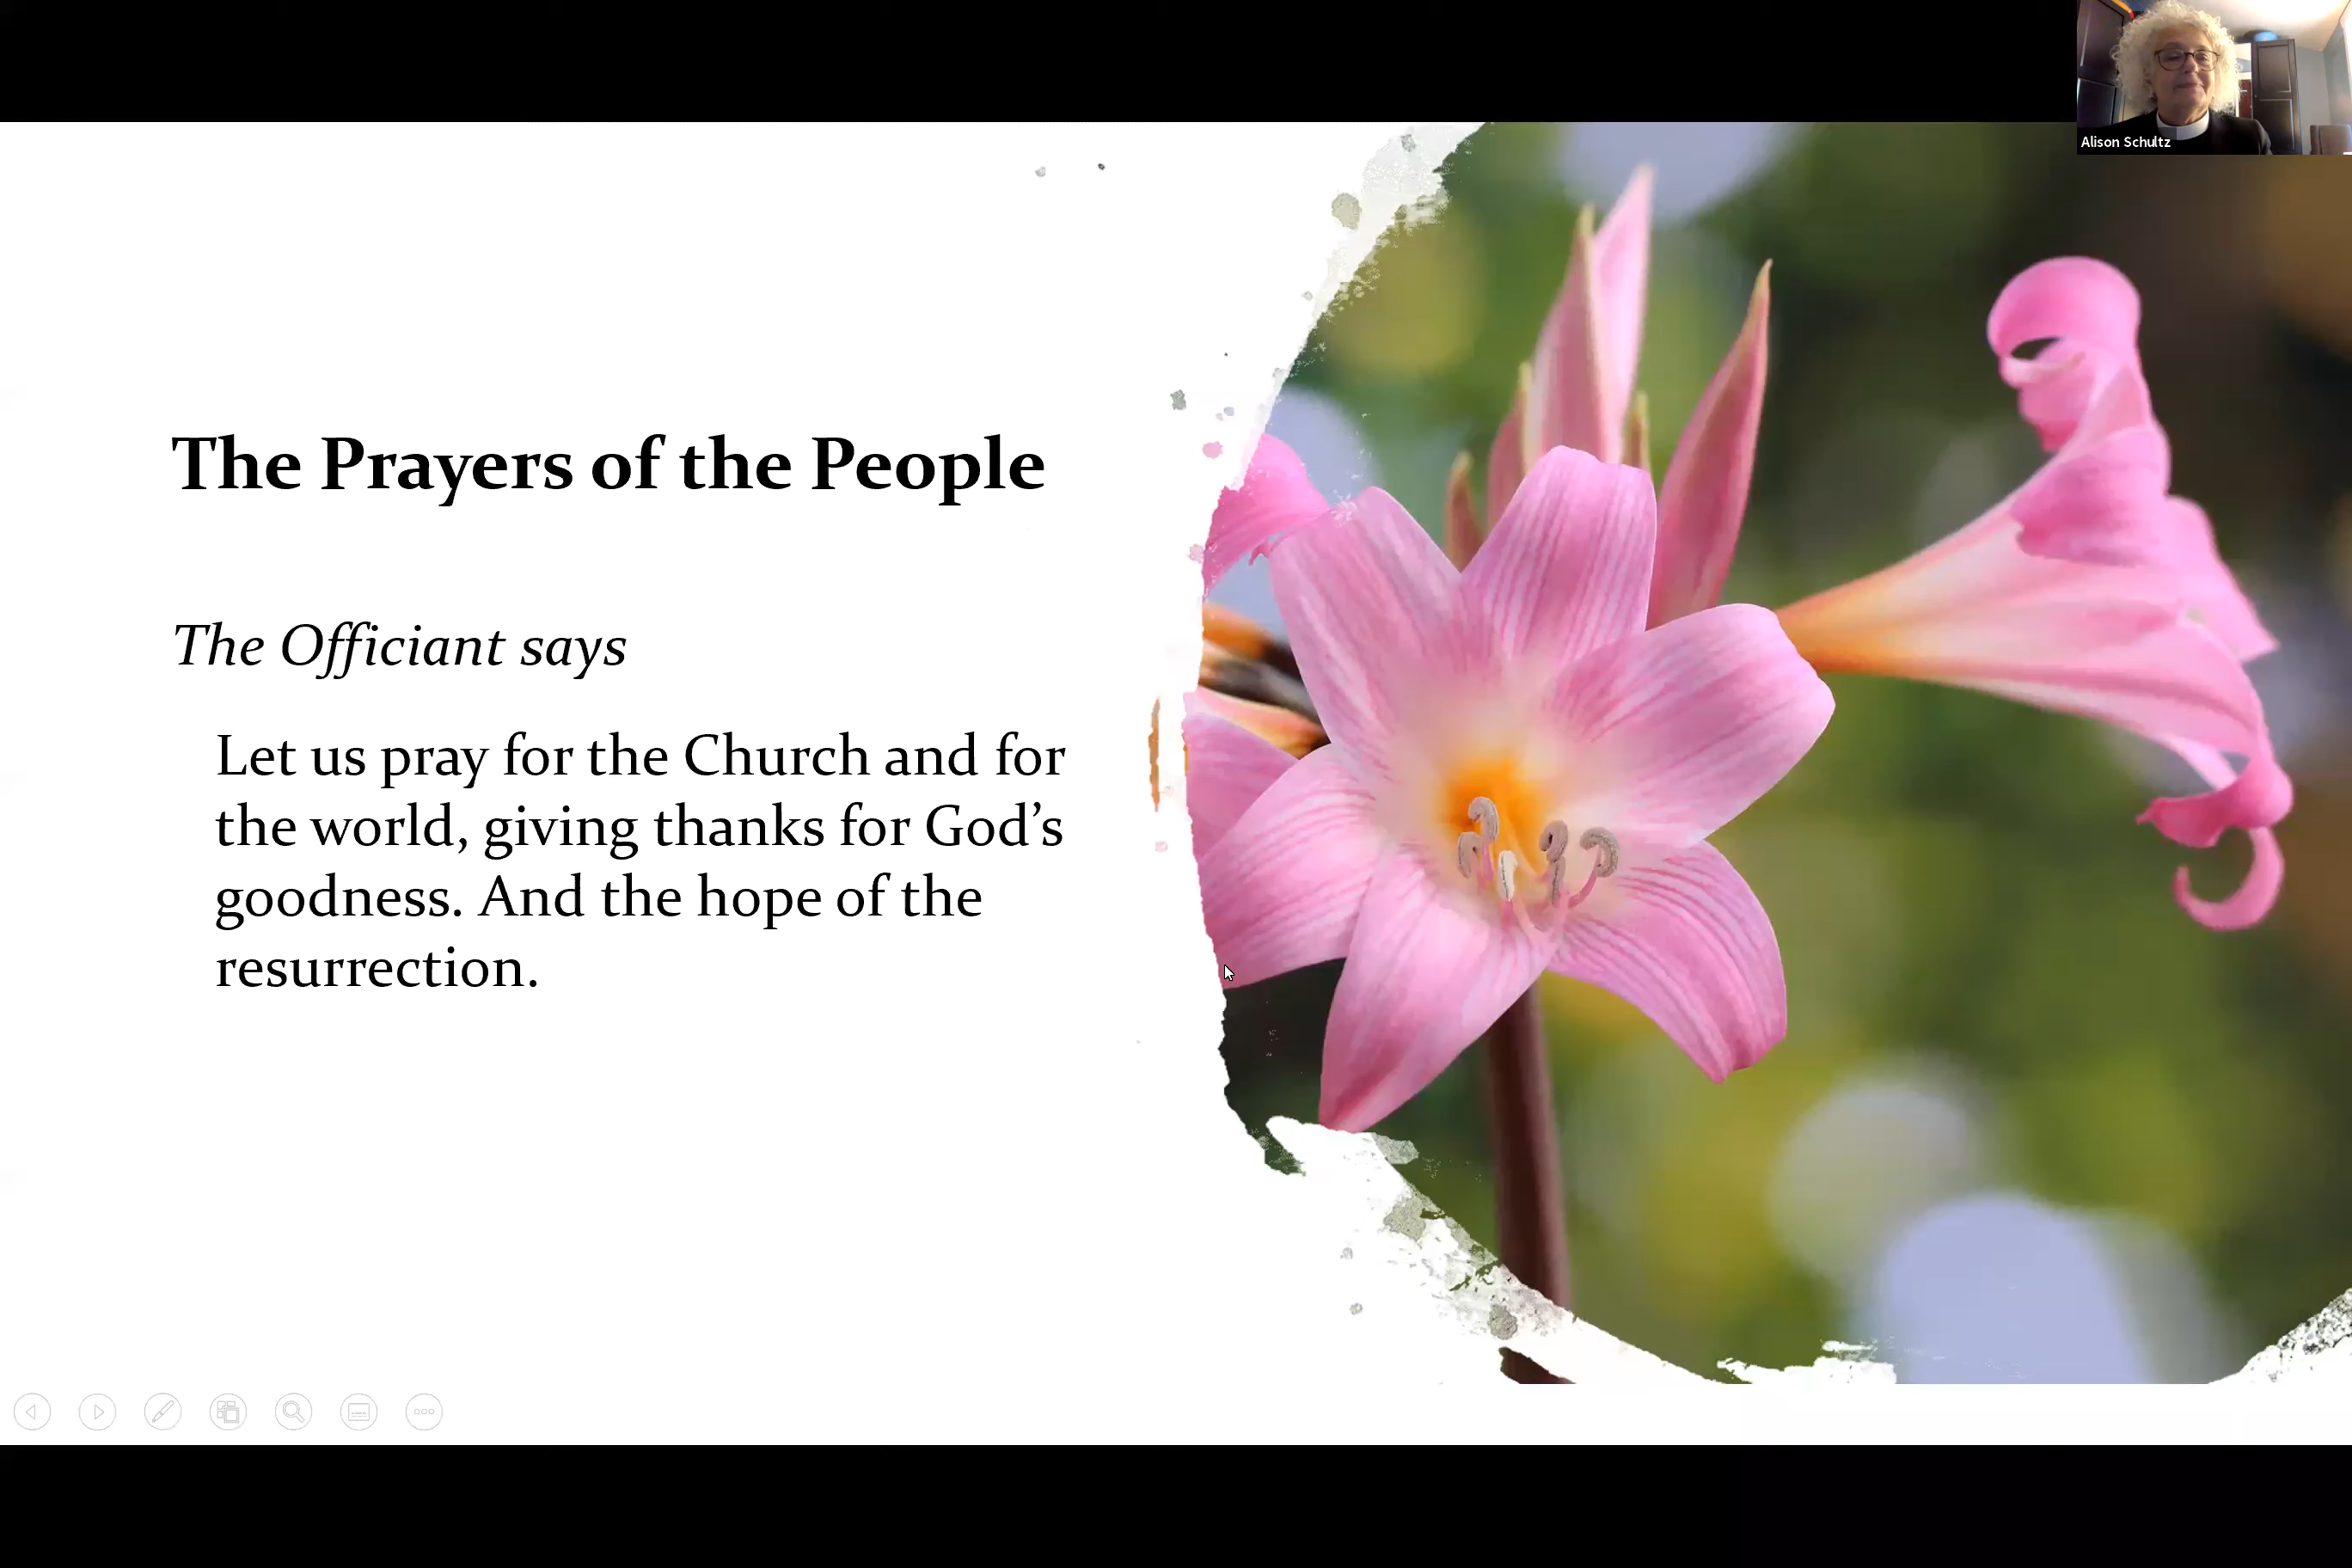 Alison Schultz
The Prayers of the People
The Officiant says
Let us pray for the Church and for
the world, giving thanks for God’s
goodness. And the hope of the
resurrection.